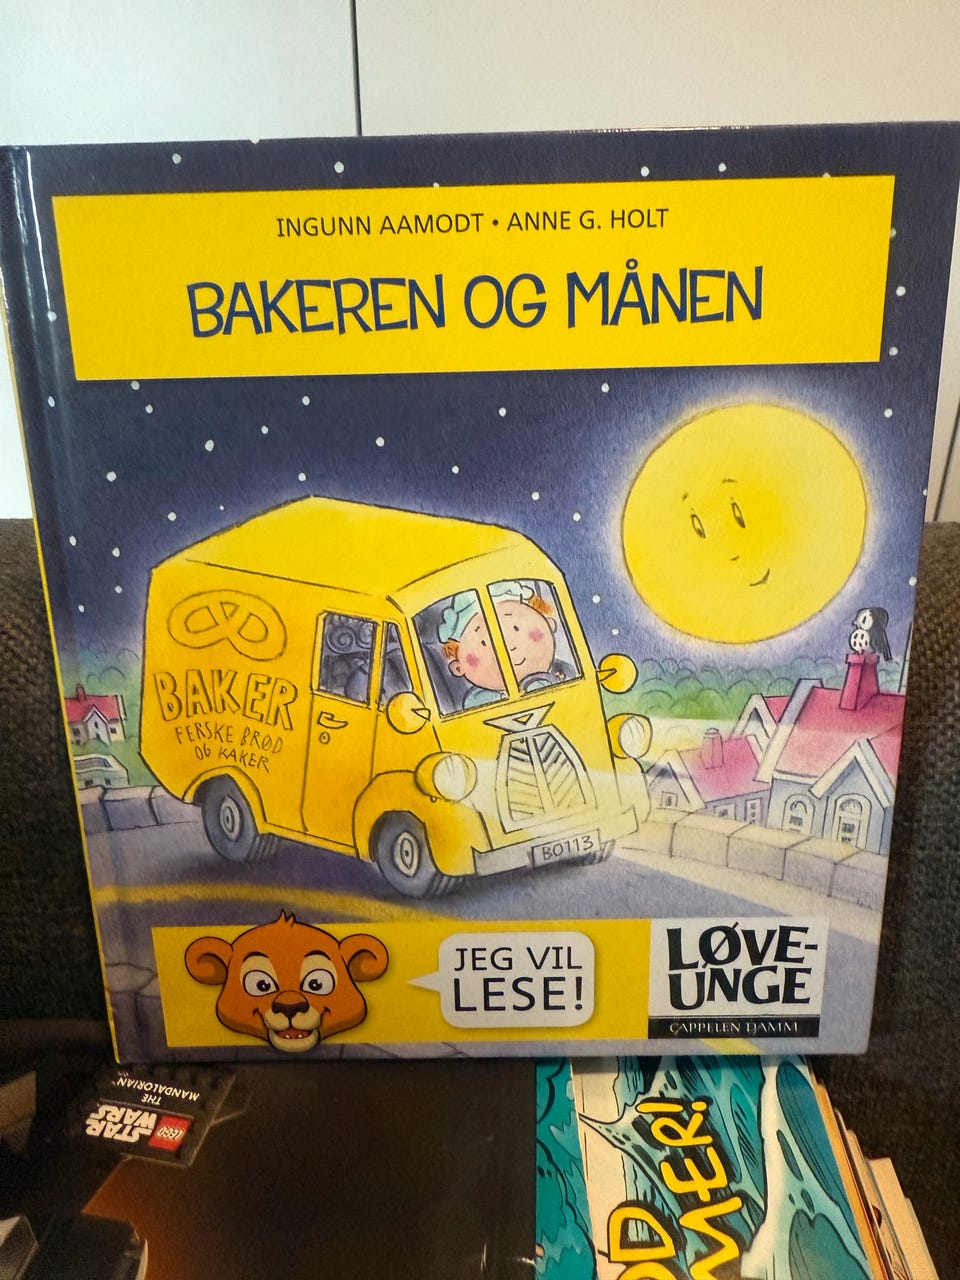 INGUNN AAMODT • ANNE G. HOLT
BAKEREN OG MÅNEN
BAKER
FERSKE BRØD
OG KAKER
BO113
JEG VIL
LESE!
LØVE-
UNGE
CAPPELEN DAMM
LEGO
STAR
WARS
THE
MANDALORIAN